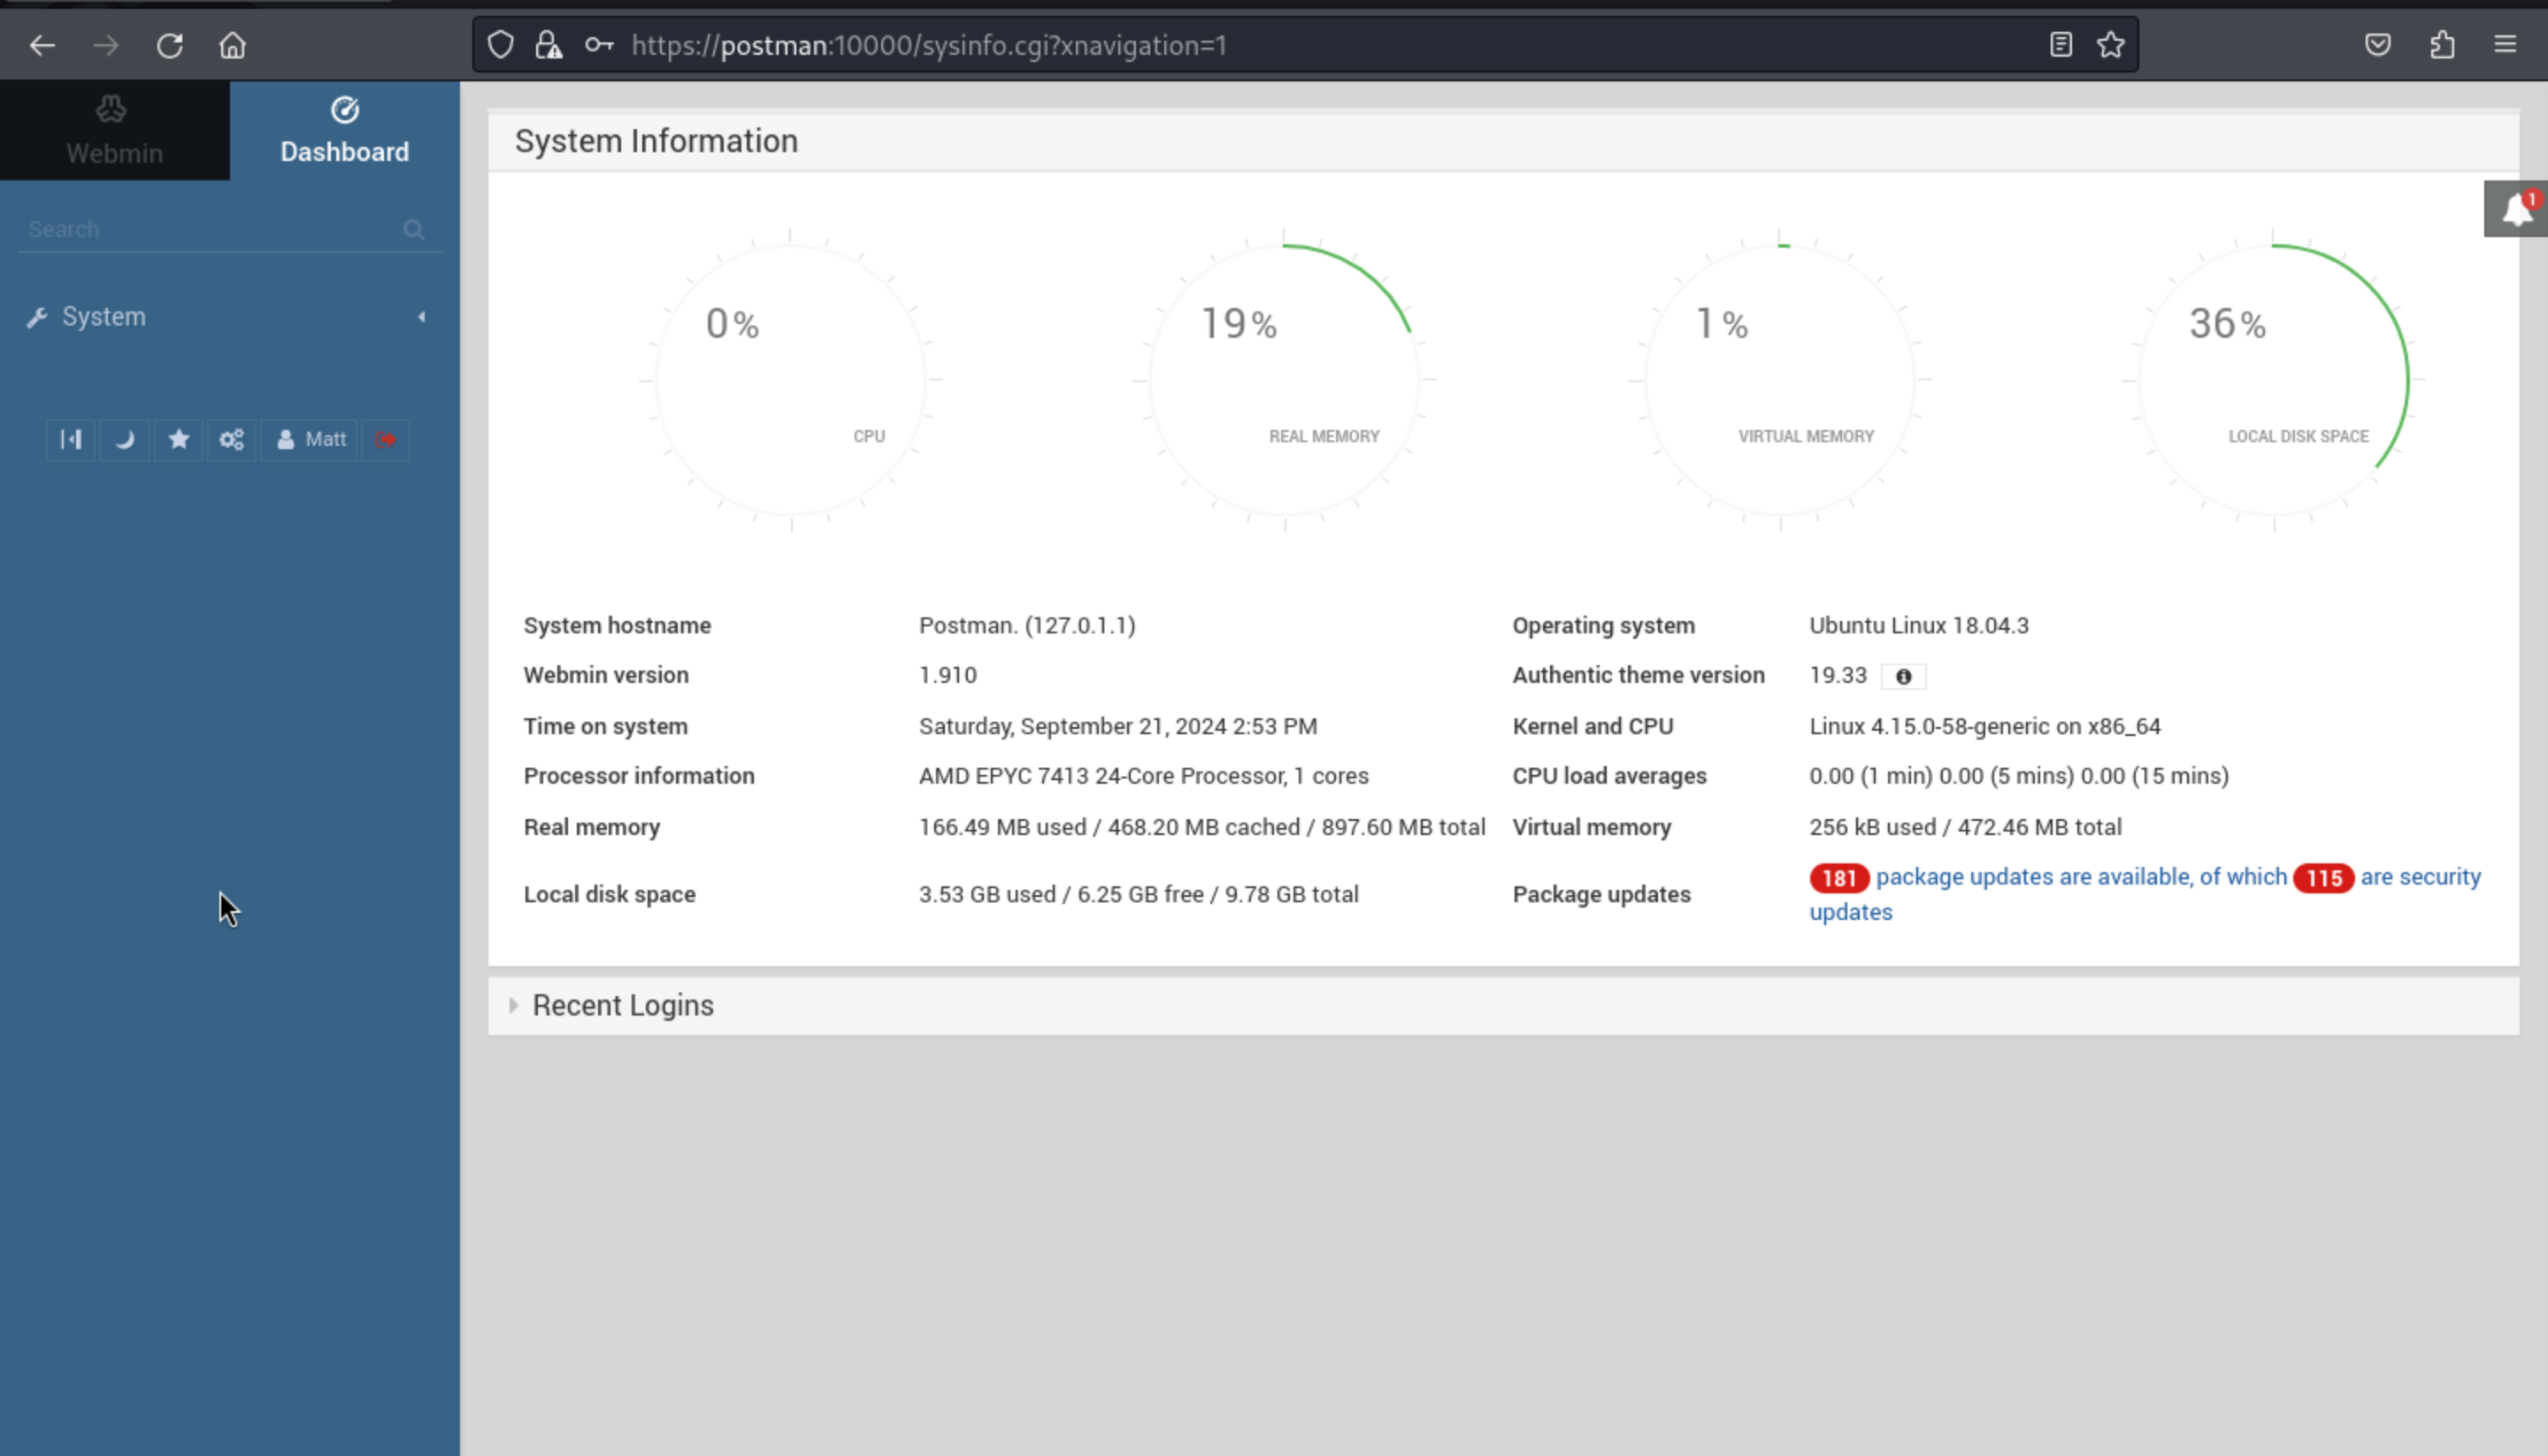 https://postman:10000/sysinfo.cgi?xnavigation=1
Webmin
Dashboard
Search
System
Matt
System Information
1
0%
CPU
19%
REAL MEMORY
1%
VIRTUAL MEMORY
36%
LOCAL DISK SPACE
System hostname Postman. (127.0.1.1) Operating system Ubuntu Linux 18.04.3
Webmin version 1.910 Authentic theme version 19.33
Time on system Saturday, September 21, 2024 2:53 PM Kernel and CPU Linux 4.15.0-58-generic on x86_64
Processor information AMD EPYC 7413 24-Core Processor, 1 cores CPU load averages 0.00 (1 min) 0.00 (5 mins) 0.00 (15 mins)
Real memory 166.49 MB used / 468.20 MB cached / 897.60 MB total Virtual memory 256 kB used / 472.46 MB total
Local disk space 3.53 GB used / 6.25 GB free / 9.78 GB total Package updates 181 package updates are available, of which 115 are security
updates
Recent Logins